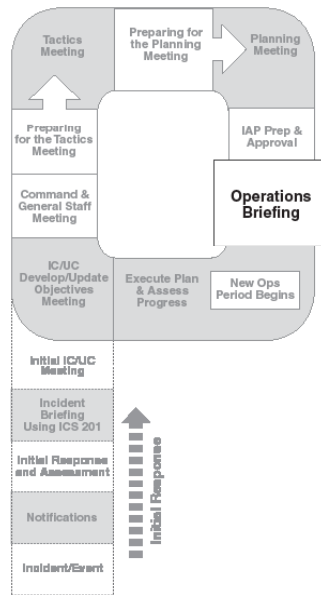 Tactics
Meeting
Preparing for
the Planning
Meeting
Planning
Meeting
Preparing
for the Tactics
Meeting
IAP Prep &
Approval
Command &
General Staff
Meeting
Operations
Briefing
IC/UC
Develop/Update
Objectives
Meeting
Execute Plan
& Assess
Progress
New Ops
Period Begins
Initial IC/UC
Meeting
Incident
Briefing
Using ICS 201
Initial Response
and Assessment
Notifications
Incident/Event
Initial Response